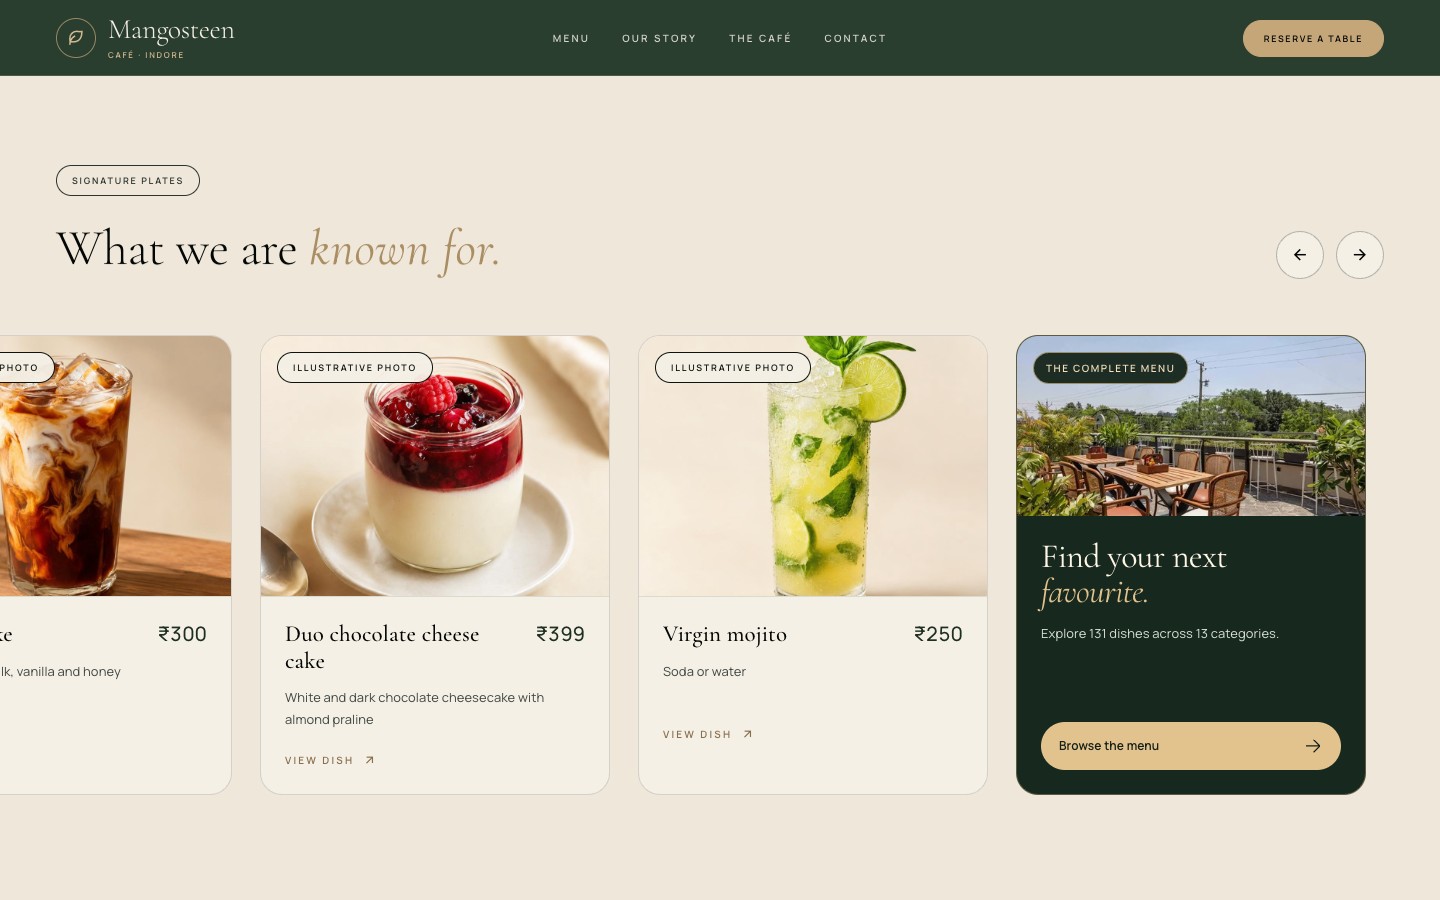 Mangosteen
CAFÉ · INDORE
MENU
OUR STORY
THE CAFÉ
CONTACT
RESERVE A TABLE
SIGNATURE PLATES
What we are known for.
PHOTO
₹300
vanilla and honey
ILLUSTRATIVE PHOTO
Duo chocolate cheese
cake
₹399
White and dark chocolate cheesecake with
almond praline
VIEW DISH
ILLUSTRATIVE PHOTO
Virgin mojito
₹250
Soda or water
VIEW DISH
THE COMPLETE MENU
Find your next
favourite.
Explore 131 dishes across 13 categories.
Browse the menu